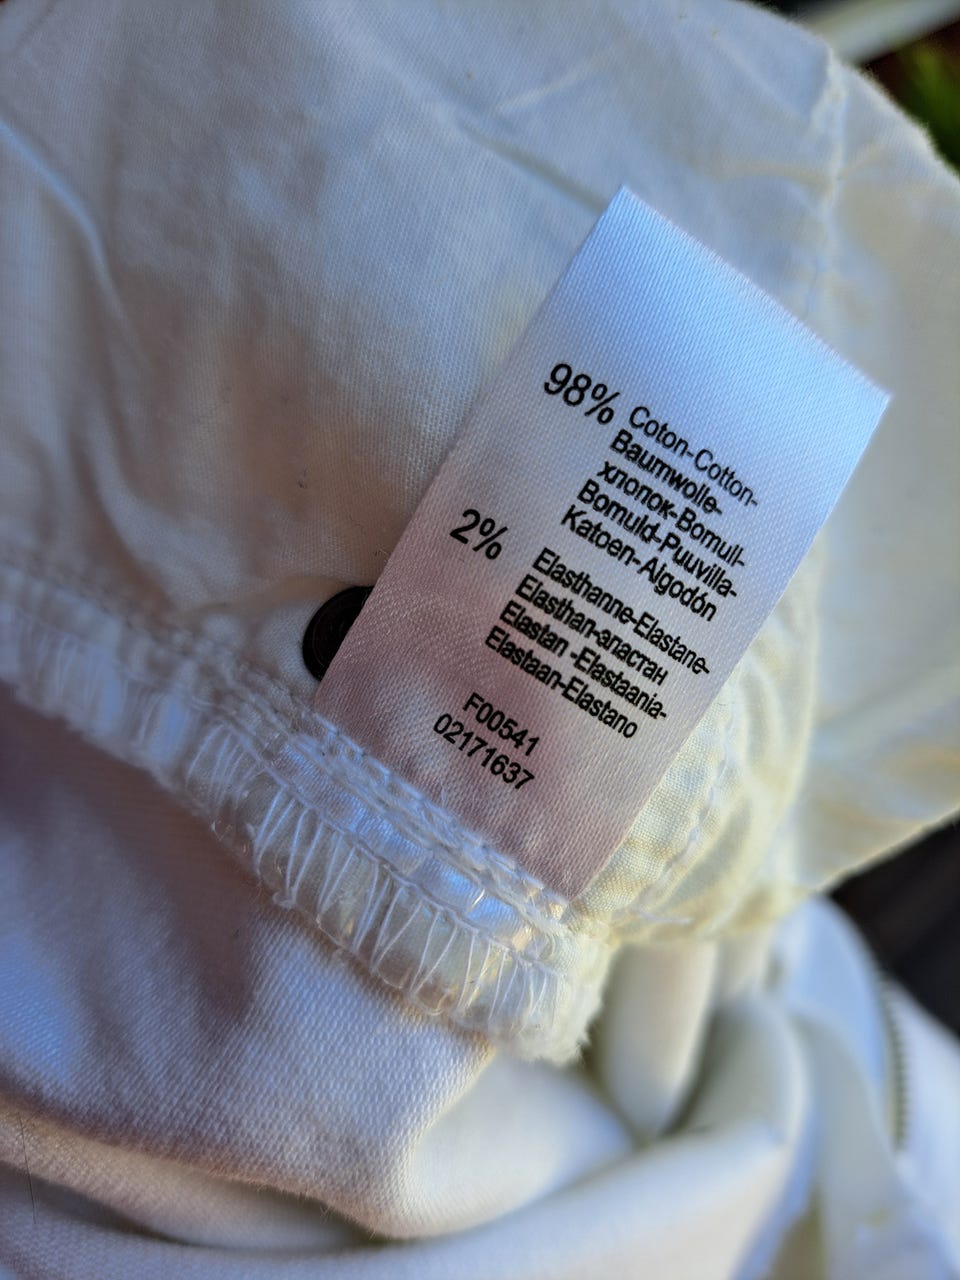 98% Coton-Cotton-
Baumwolle-
хлопок-Bomull-
Bomuld-Puuvilla-
Katoen-Algodón
2% Elasthanne-Elastane-
Elasthan-эластан
Elastan -Elastaania-
Elastaan-Elastano
F00541
02171637